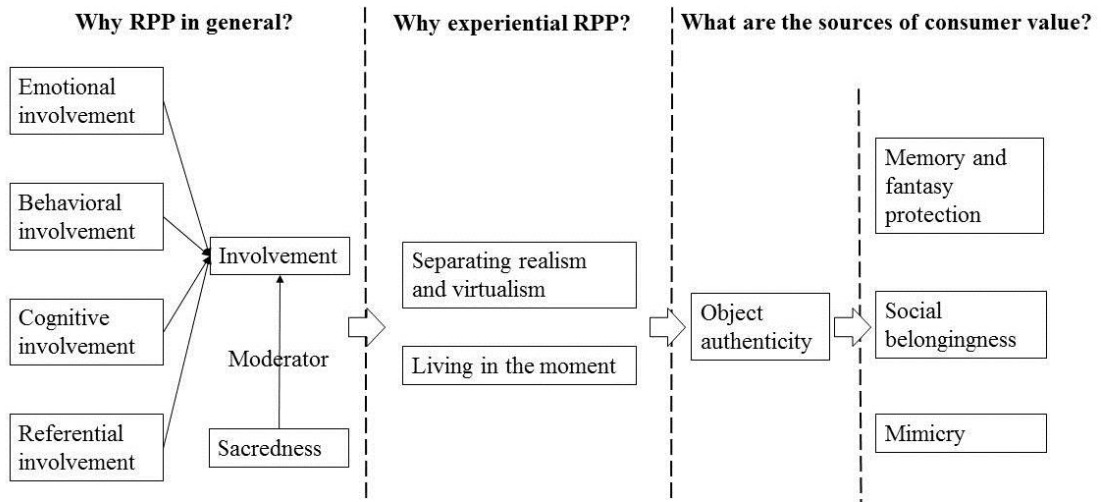 Why RPP in general?
Why experiential RPP?
What are the sources of consumer value?
Emotional
involvement
Behavioral
involvement
Cognitive
involvement
Referential
involvement
Involvement
Moderator
Sacredness
Separating realism
and virtualism
Living in the moment
Object
authenticity
Memory and
fantasy
protection
Social
belongingness
Mimicry